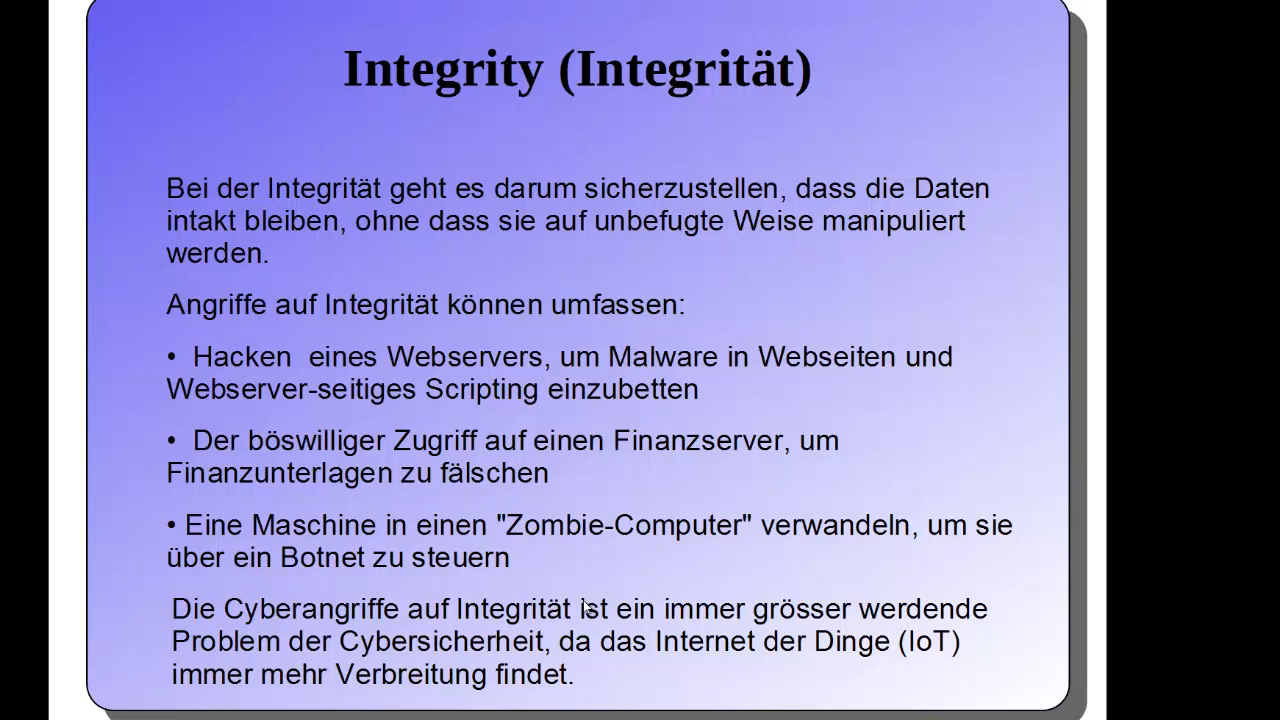 Integrity (Integrität)
Bei der Integrität geht es darum sicherzustellen, dass die Daten
intakt bleiben, ohne dass sie auf unbefugte Weise manipuliert
werden.
Angriffe auf Integrität können umfassen:
• Hacken  eines Webservers, um Malware in Webseiten und
Webserver-seitiges Scripting einzubetten
• Der böswilliger Zugriff auf einen Finanzserver, um
Finanzunterlagen zu fälschen
• Eine Maschine in einen "Zombie-Computer" verwandeln, um sie
über ein Botnet zu steuern
Die Cyberangriffe auf Integrität ist ein immer grösser werdende
Problem der Cybersicherheit, da das Internet der Dinge (IoT)
immer mehr Verbreitung findet.